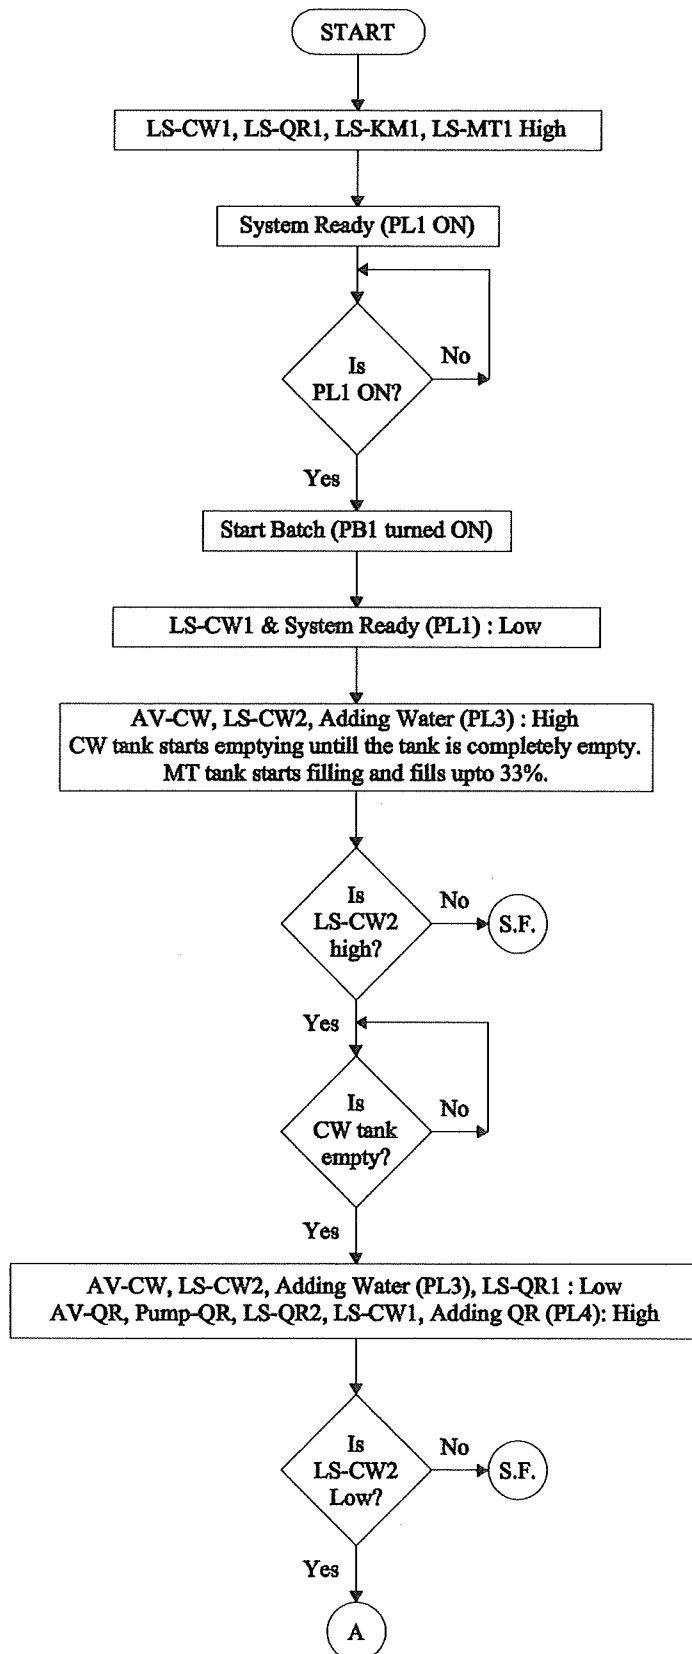 START
LS-CW1, LS-QR1, LS-KM1, LS-MT1 High
System Ready (PL1 ON)
Is
PL1 ON?
No
Yes
Start Batch (PB1 turned ON)
LS-CW1 & System Ready (PL1) : Low
AV-CW, LS-CW2, Adding Water (PL3) : High
CW tank starts emptying untill the tank is completely empty.
MT tank starts filling and fills upto 33%.
Is
LS-CW2
high?
No
S.F.
Yes
Is
CW tank
empty?
No
Yes
AV-CW, LS-CW2, Adding Water (PL3), LS-QR1 : Low
AV-QR, Pump-QR, LS-QR2, LS-CW1, Adding QR (PL4): High
Is
LS-CW2
Low?
No
S.F.
Yes
A